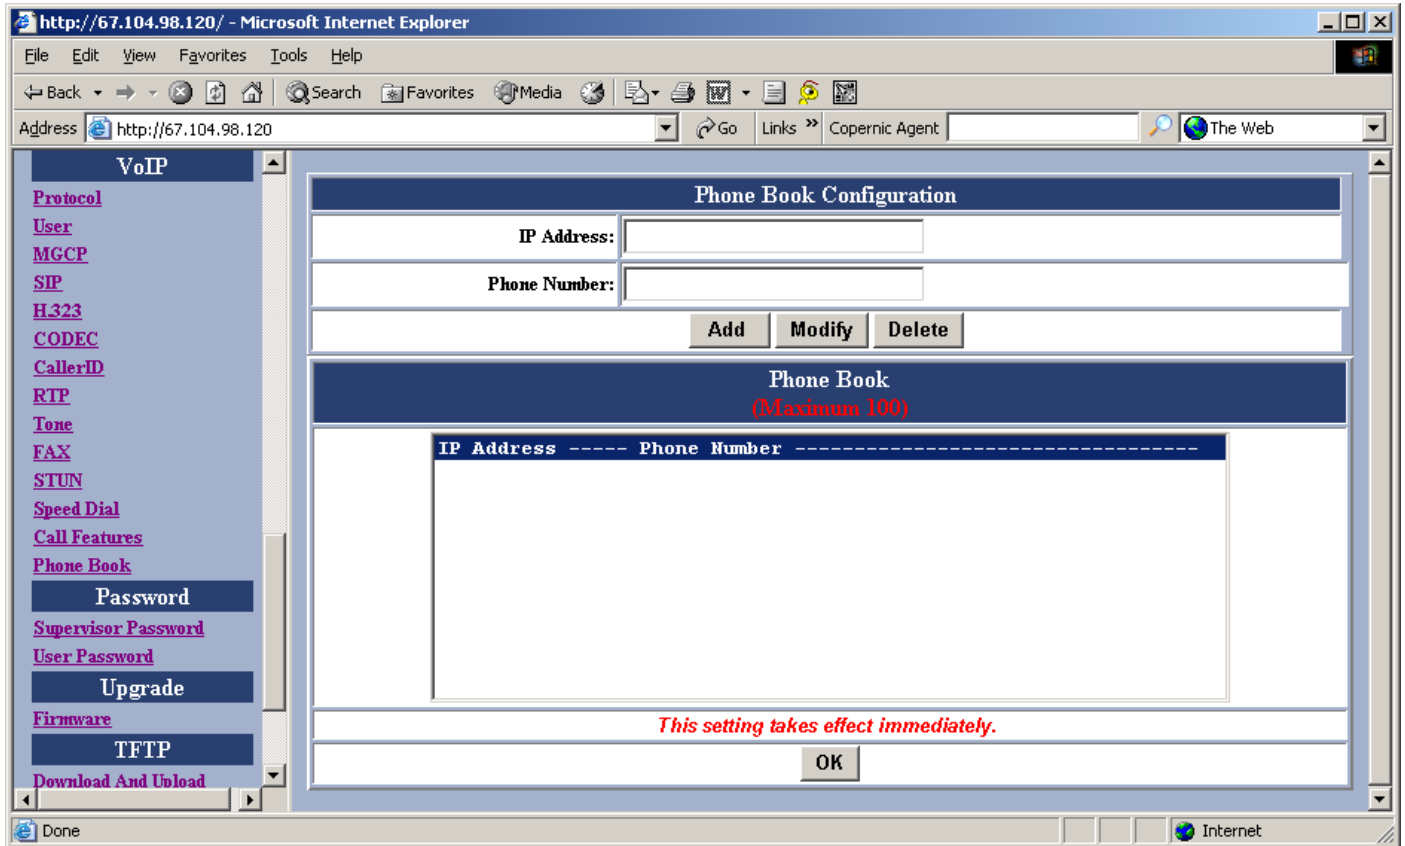 http://67.104.98.120/ - Microsoft Internet Explorer
File Edit View Favorites Tools Help
Back Search Favorites Media
Address http://67.104.98.120 Go Links » Copernic Agent The Web
VoIP
Protocol
User
MGCP
SIP
H.323
CODEC
CallerID
RTP
Tone
FAX
STUN
Speed Dial
Call Features
Phone Book
Password
Supervisor Password
User Password
Upgrade
Firmware
TFTP
Download And Upload
Phone Book Configuration
IP Address:
Phone Number:
Add Modify Delete
Phone Book
(Maximum 100)
IP Address ----- Phone Number ----------------------------------
This setting takes effect immediately.
OK
Done Internet